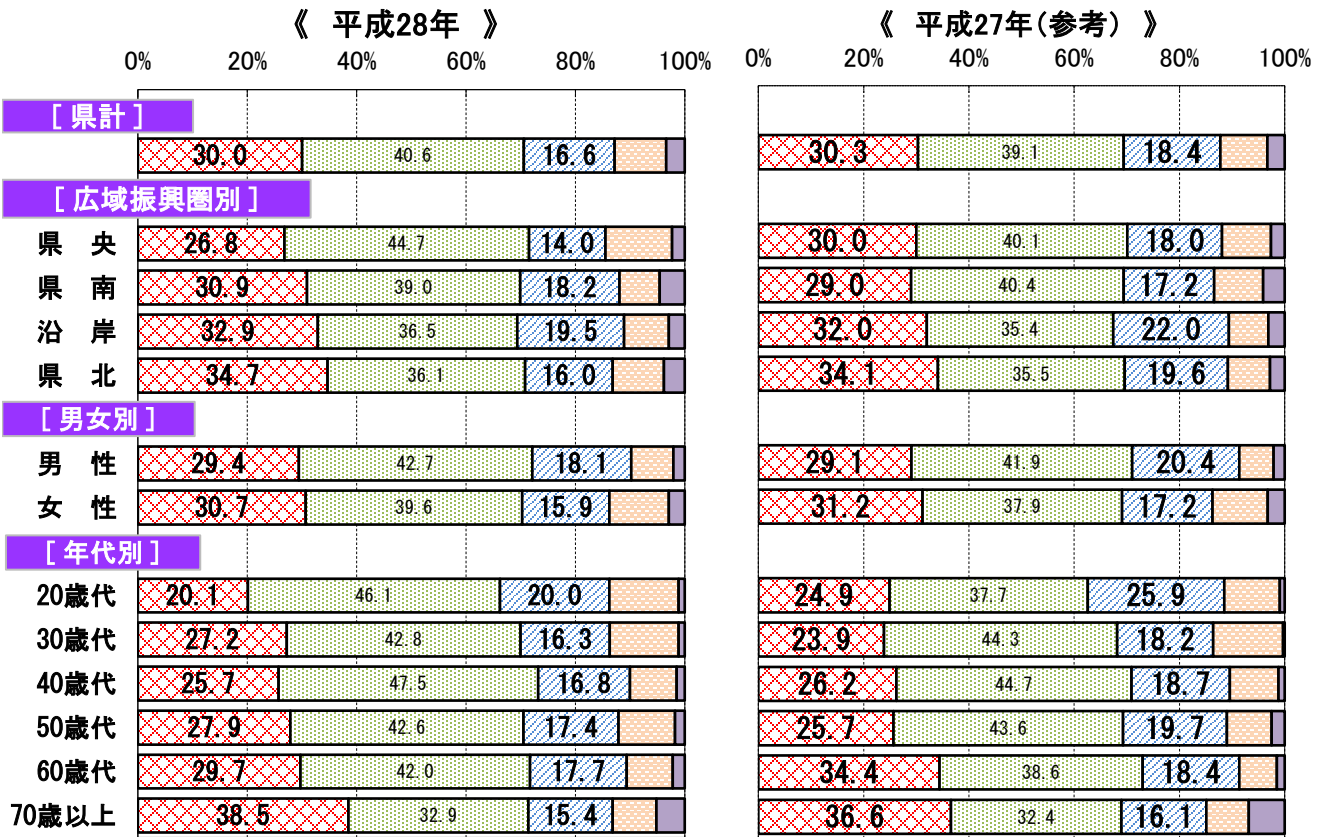 《 平成28年 》 《 平成27年(参考) 》
0% 20% 40% 60% 80% 100% 0% 20% 40% 60% 80% 100%
[ 県計 ]
30.0 40.6 16.6 30.3 39.1 18.4
[ 広域振興圏別 ]
県 央 26.8 44.7 14.0 30.0 40.1 18.0
県 南 30.9 39.0 18.2 29.0 40.4 17.2
沿 岸 32.9 36.5 19.5 32.0 35.4 22.0
県 北 34.7 36.1 16.0 34.1 35.5 19.6
[ 男女別 ]
男 性 29.4 42.7 18.1 29.1 41.9 20.4
女 性 30.7 39.6 15.9 31.2 37.9 17.2
[ 年代別 ]
20歳代 20.1 46.1 20.0 24.9 37.7 25.9
30歳代 27.2 42.8 16.3 23.9 44.3 18.2
40歳代 25.7 47.5 16.8 26.2 44.7 18.7
50歳代 27.9 42.6 17.4 25.7 43.6 19.7
60歳代 29.7 42.0 17.7 34.4 38.6 18.4
70歳以上 38.5 32.9 15.4 36.6 32.4 16.1